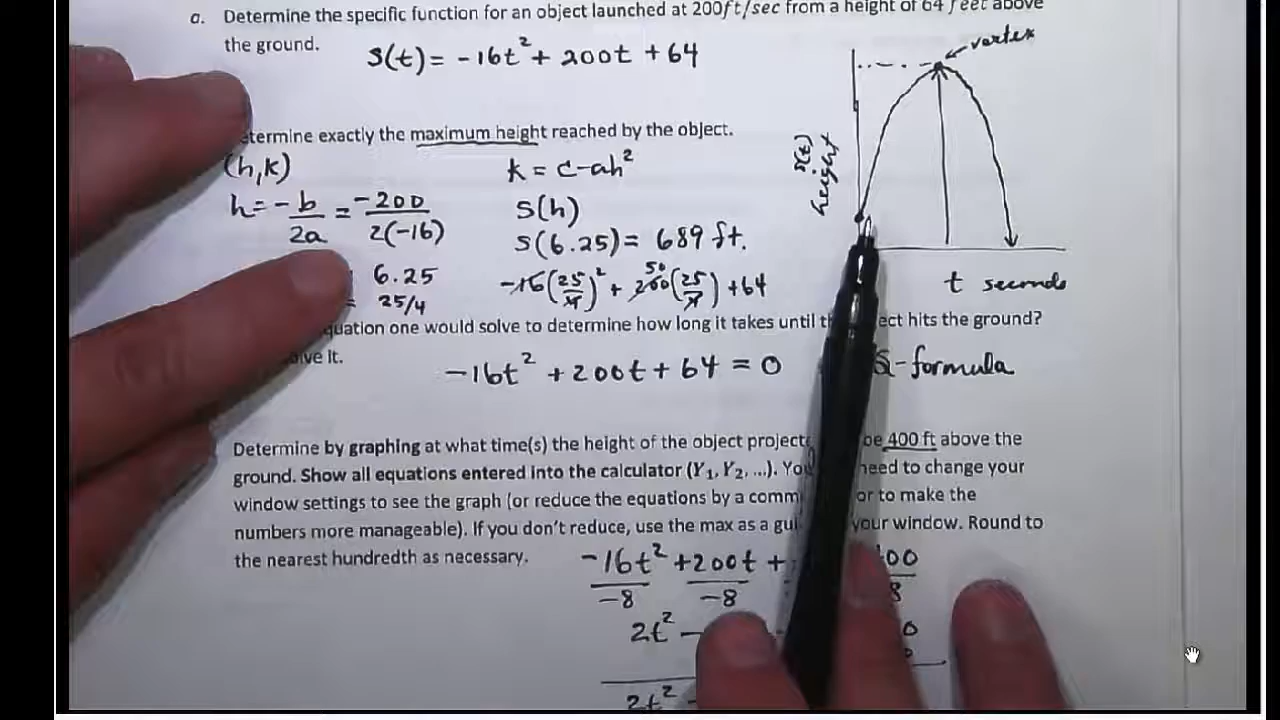 a. Determine the specific function for an object launched at 200ft/sec from a height of 64 feet above
the ground.
S(t) = -16t² + 200t + 64
vertex
etermine exactly the maximum height reached by the object.
(h,k)
k = c-ah²
s(t)
height
h = -b/2a = -200/2(-16)
S(h)
S(6.25) = 689 ft.
6.25
= 25/4
-16(25/4)² + 200(25/4) + 64
50
t seconds
quation one would solve to determine how long it takes until ect hits the ground?
it.
-16t² + 200t + 64 = 0
Q-formula
Determine by graphing at what time(s) the height of the object be 400 ft above the
ground. Show all equations entered into the calculator (Y₁, Y₂, ...). need to change your
window settings to see the graph (or reduce the equations by a comm or to make the
numbers more manageable). If you don't reduce, use the max as a your window. Round to
the nearest hundredth as necessary.
-16t² + 200t + 00
-8 -8 8
2t² - 0
2t²